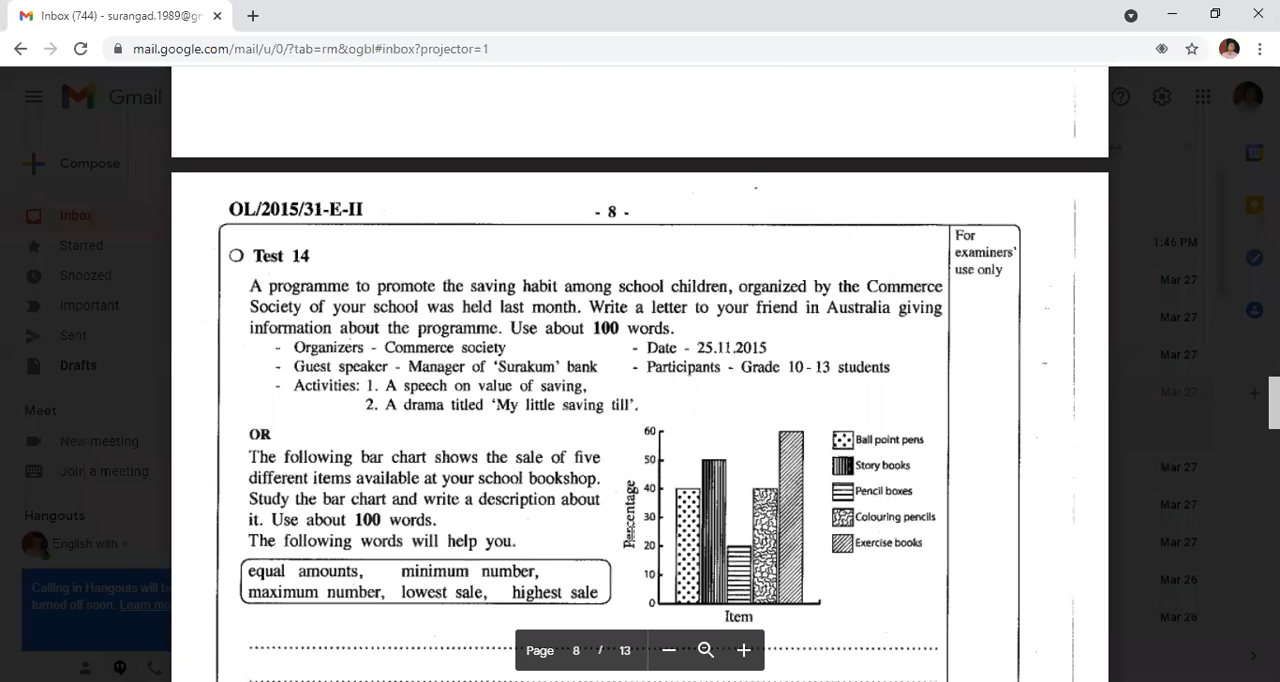 Inbox (744) - surangad.1989@gr
mail.google.com/mail/u/0/?tab=rm&ogbl#inbox?projector=1
Gmail
Compose
Inbox
Starred
Snoozed
Important
Sent
Drafts
Meet
New meeting
Join a meeting
Hangouts
English with
Calling in Hangouts will b
turned off soon. Learn mo
1:46 PM
Mar 27
Mar 27
Mar 27
Mar 27
Mar 27
Mar 27
Mar 27
Mar 26
Mar 26
OL/2015/31-E-II
- 8 -
For
examiners'
use only
Test 14
A programme to promote the saving habit among school children, organized by the Commerce
Society of your school was held last month. Write a letter to your friend in Australia giving
information about the programme. Use about 100 words.
- Organizers - Commerce society - Date - 25.11.2015
- Guest speaker - Manager of 'Surakum' bank - Participants - Grade 10 - 13 students
- Activities: 1. A speech on value of saving,
2. A drama titled 'My little saving till'.
OR
The following bar chart shows the sale of five
different items available at your school bookshop.
Study the bar chart and write a description about
it. Use about 100 words.
The following words will help you.
equal amounts, minimum number,
maximum number, lowest sale, highest sale
Percentage
60
50
40
30
20
10
0
Item
Ball point pens
Story books
Pencil boxes
Colouring pencils
Exercise books
Page 8 / 13